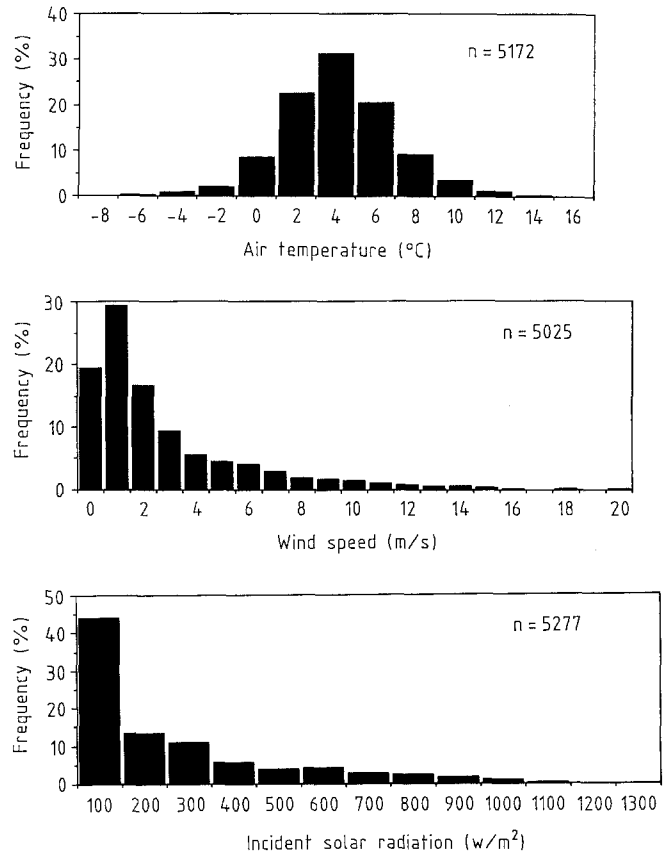 40
30
20
10
0
Frequency (%)
n = 5172
-8 -6 -4 -2 0 2 4 6 8 10 12 14 16
Air temperature (°C)
30
20
10
0
Frequency (%)
n = 5025
0 2 4 6 8 10 12 14 16 18 20
Wind speed (m/s)
50
40
30
20
10
0
Frequency (%)
n = 5277
100 200 300 400 500 600 700 800 900 1000 1100 1200 1300
Incident solar radiation (w/m²)